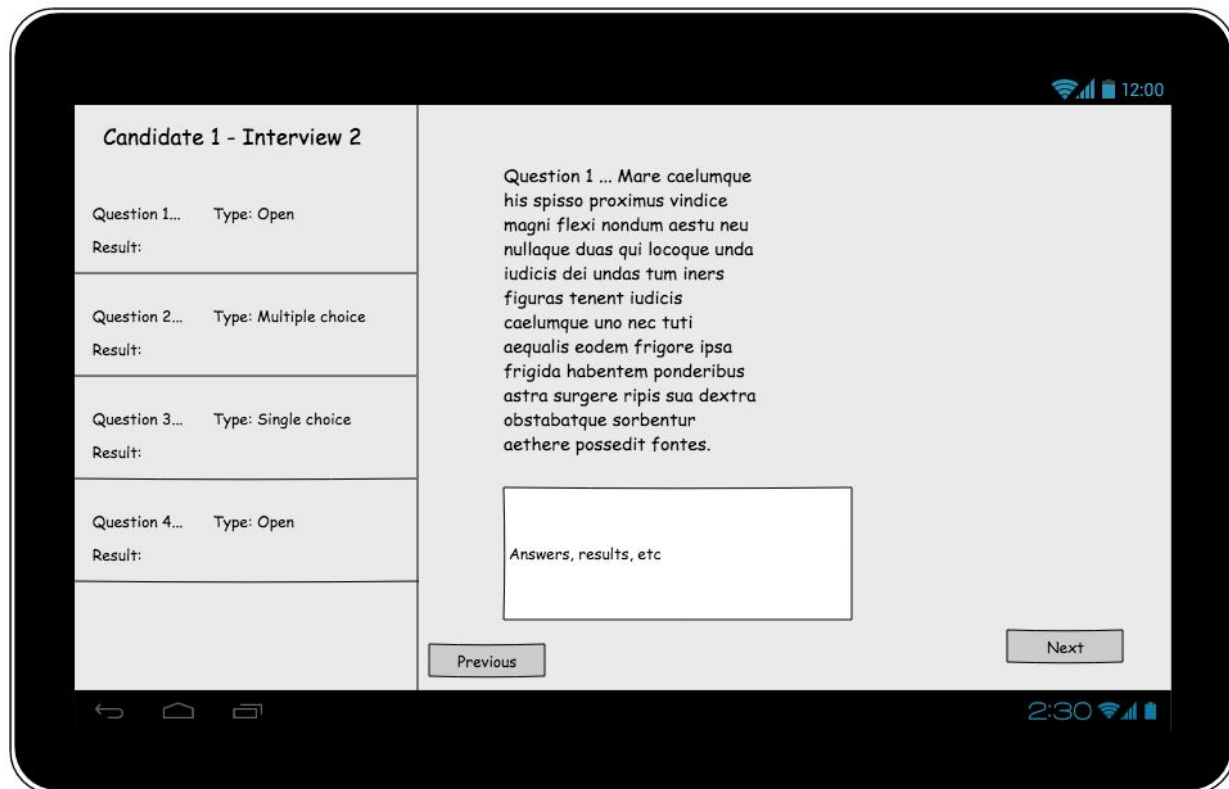 12:00
Candidate 1 - Interview 2
Question 1... Type: Open
Result:
Question 2... Type: Multiple choice
Result:
Question 3... Type: Single choice
Result:
Question 4... Type: Open
Result:
Question 1 ... Mare caelumque
his spisso proximus vindice
magni flexi nondum aestu neu
nullaque duas qui locoque unda
iudicis dei undas tum iners
figuras tenent iudicis
caelumque uno nec tuti
aequalis eodem frigore ipsa
frigida habentem ponderibus
astra surgere ripis sua dextra
obstabatque sorbentur
aethere possedit fontes.
Answers, results, etc
Previous
Next
2:30